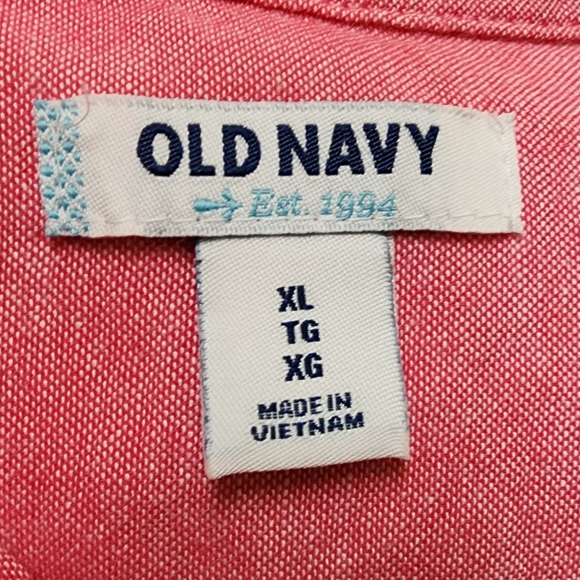 OLD NAVY
Est. 1994
XL
TG
XG
MADE IN
VIETNAM